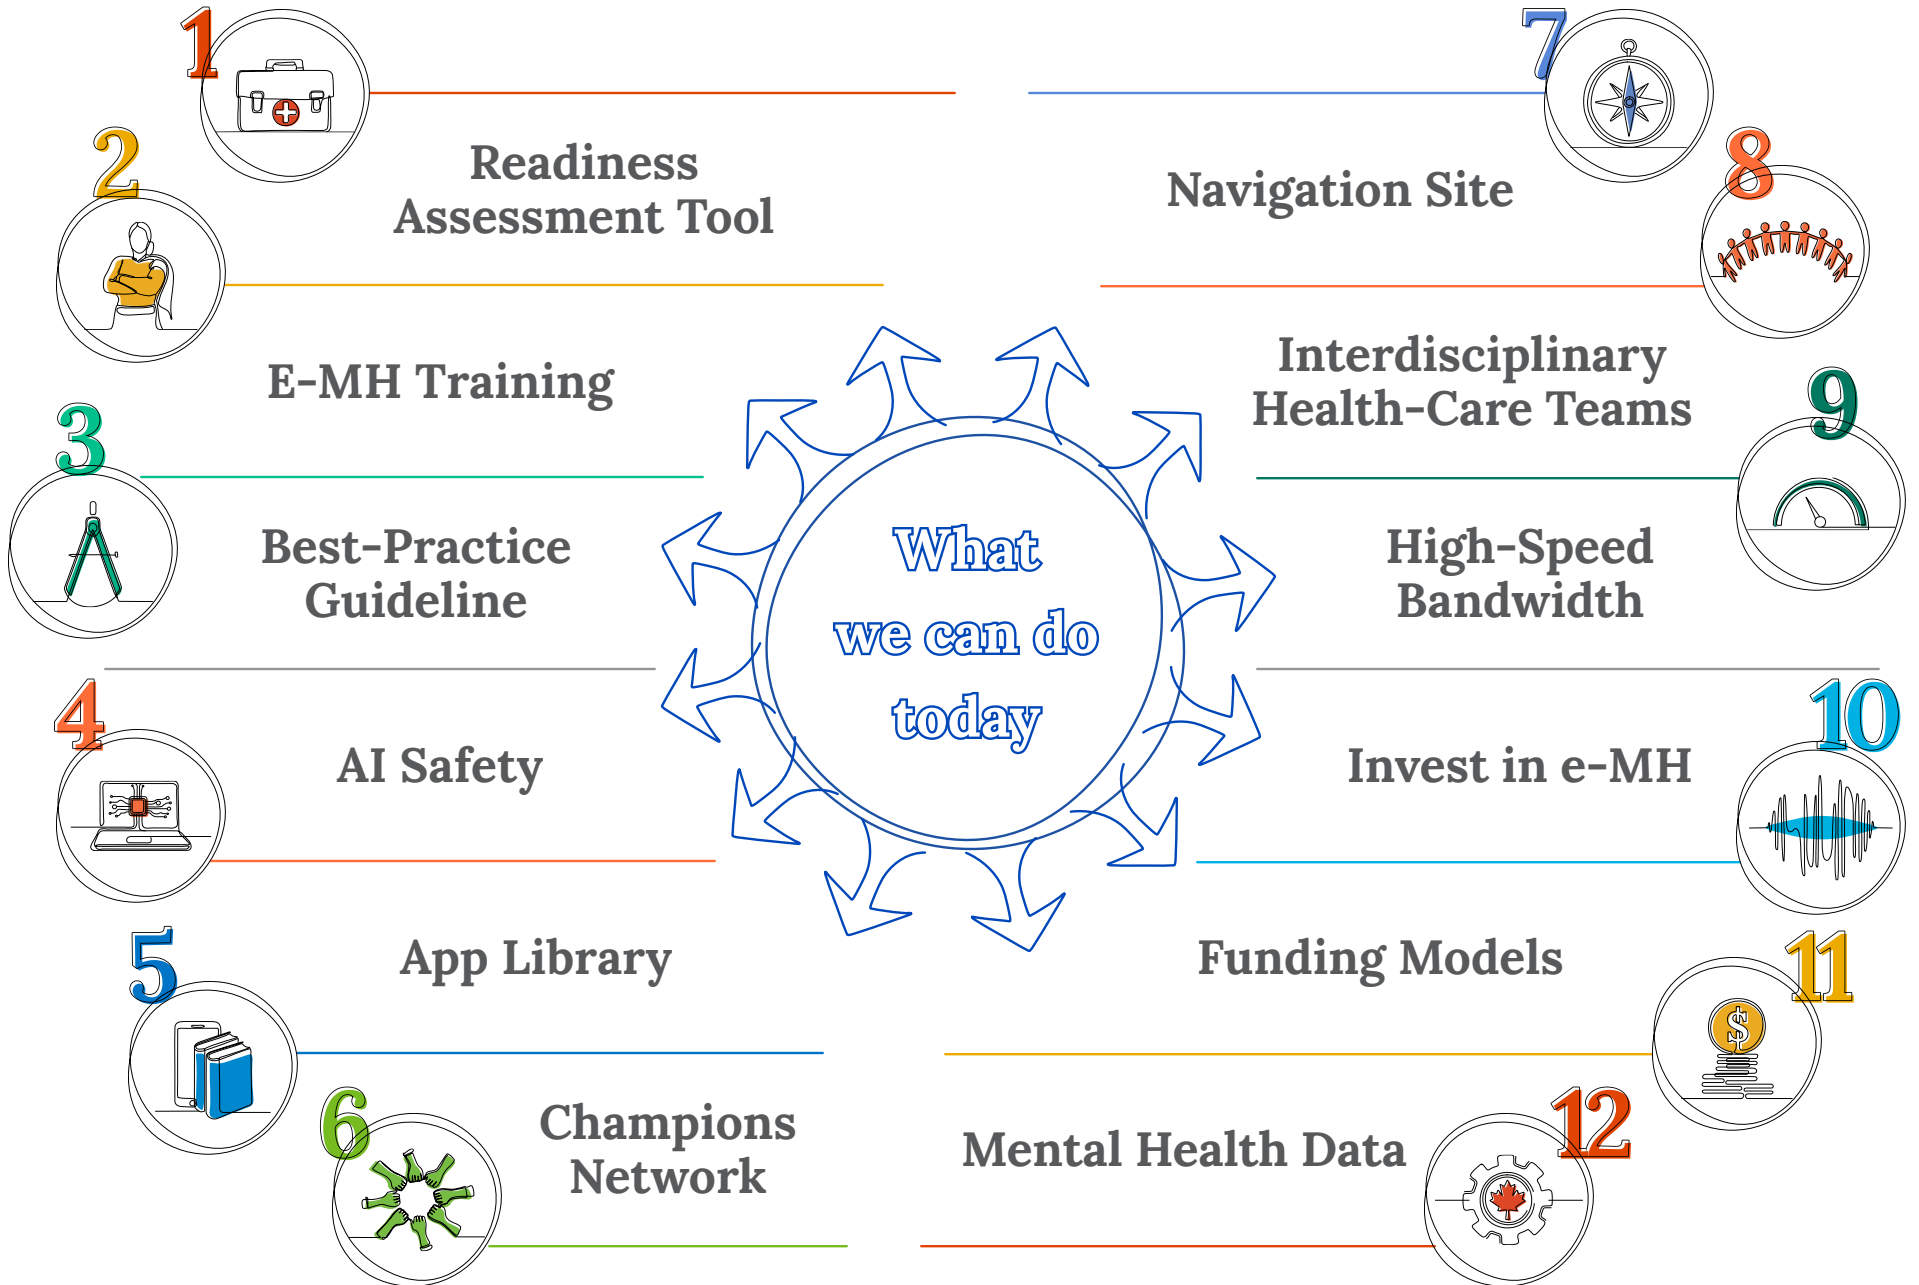 1
Readiness
Assessment Tool
2
E-MH Training
3
Best-Practice
Guideline
4
AI Safety
5
App Library
6
Champions
Network
What
we can do
today
7
Navigation Site
8
Interdisciplinary
Health-Care Teams
9
High-Speed
Bandwidth
10
Invest in e-MH
11
Funding Models
$
12
Mental Health Data